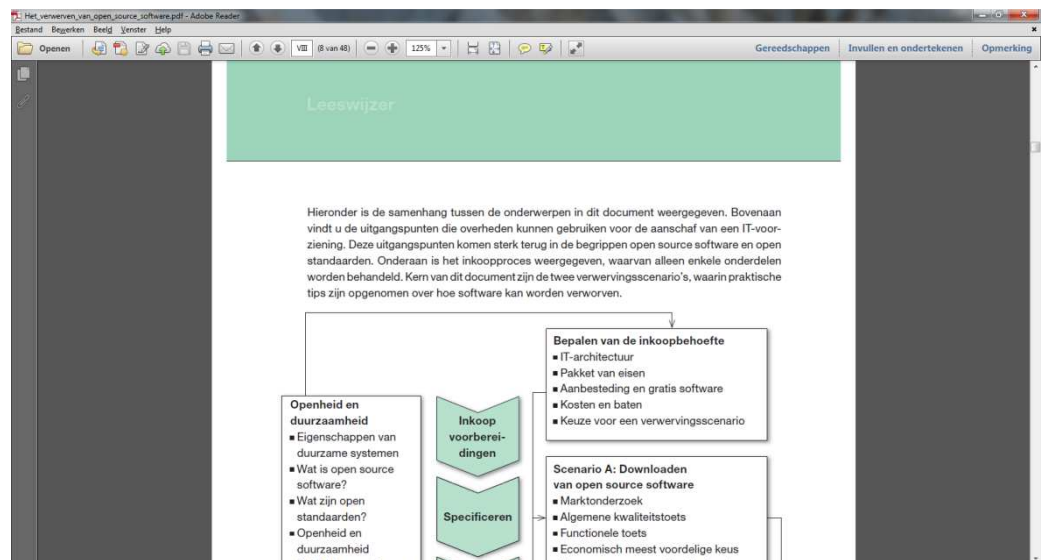 Het_verwerven_van_open_source_software.pdf - Adobe Reader
Bestand Bewerken Beeld Venster Help
Openen VIII (8 van 48) 125% Gereedschappen Invullen en ondertekenen Opmerking
Leeswijzer
Hieronder is de samenhang tussen de onderwerpen in dit document weergegeven. Bovenaan
vindt u de uitgangspunten die overheden kunnen gebruiken voor de aanschaf van een IT-voor-
ziening. Deze uitgangspunten komen sterk terug in de begrippen open source software en open
standaarden. Onderaan is het inkoopproces weergegeven, waarvan alleen enkele onderdelen
worden behandeld. Kern van dit document zijn de twee verwervingsscenario's, waarin praktische
tips zijn opgenomen over hoe software kan worden verworven.
Openheid en
duurzaamheid
▪ Eigenschappen van
duurzame systemen
▪ Wat is open source
software?
▪ Wat zijn open
standaarden?
▪ Openheid en
duurzaamheid
Inkoop
voorberei-
dingen
Specificeren
Bepalen van de inkoopbehoefte
▪ IT-architectuur
▪ Pakket van eisen
▪ Aanbesteding en gratis software
▪ Kosten en baten
▪ Keuze voor een verwervingsscenario
Scenario A: Downloaden
van open source software
▪ Marktonderzoek
▪ Algemene kwaliteitstoets
▪ Functionele toets
▪ Economisch meest voordelige keus